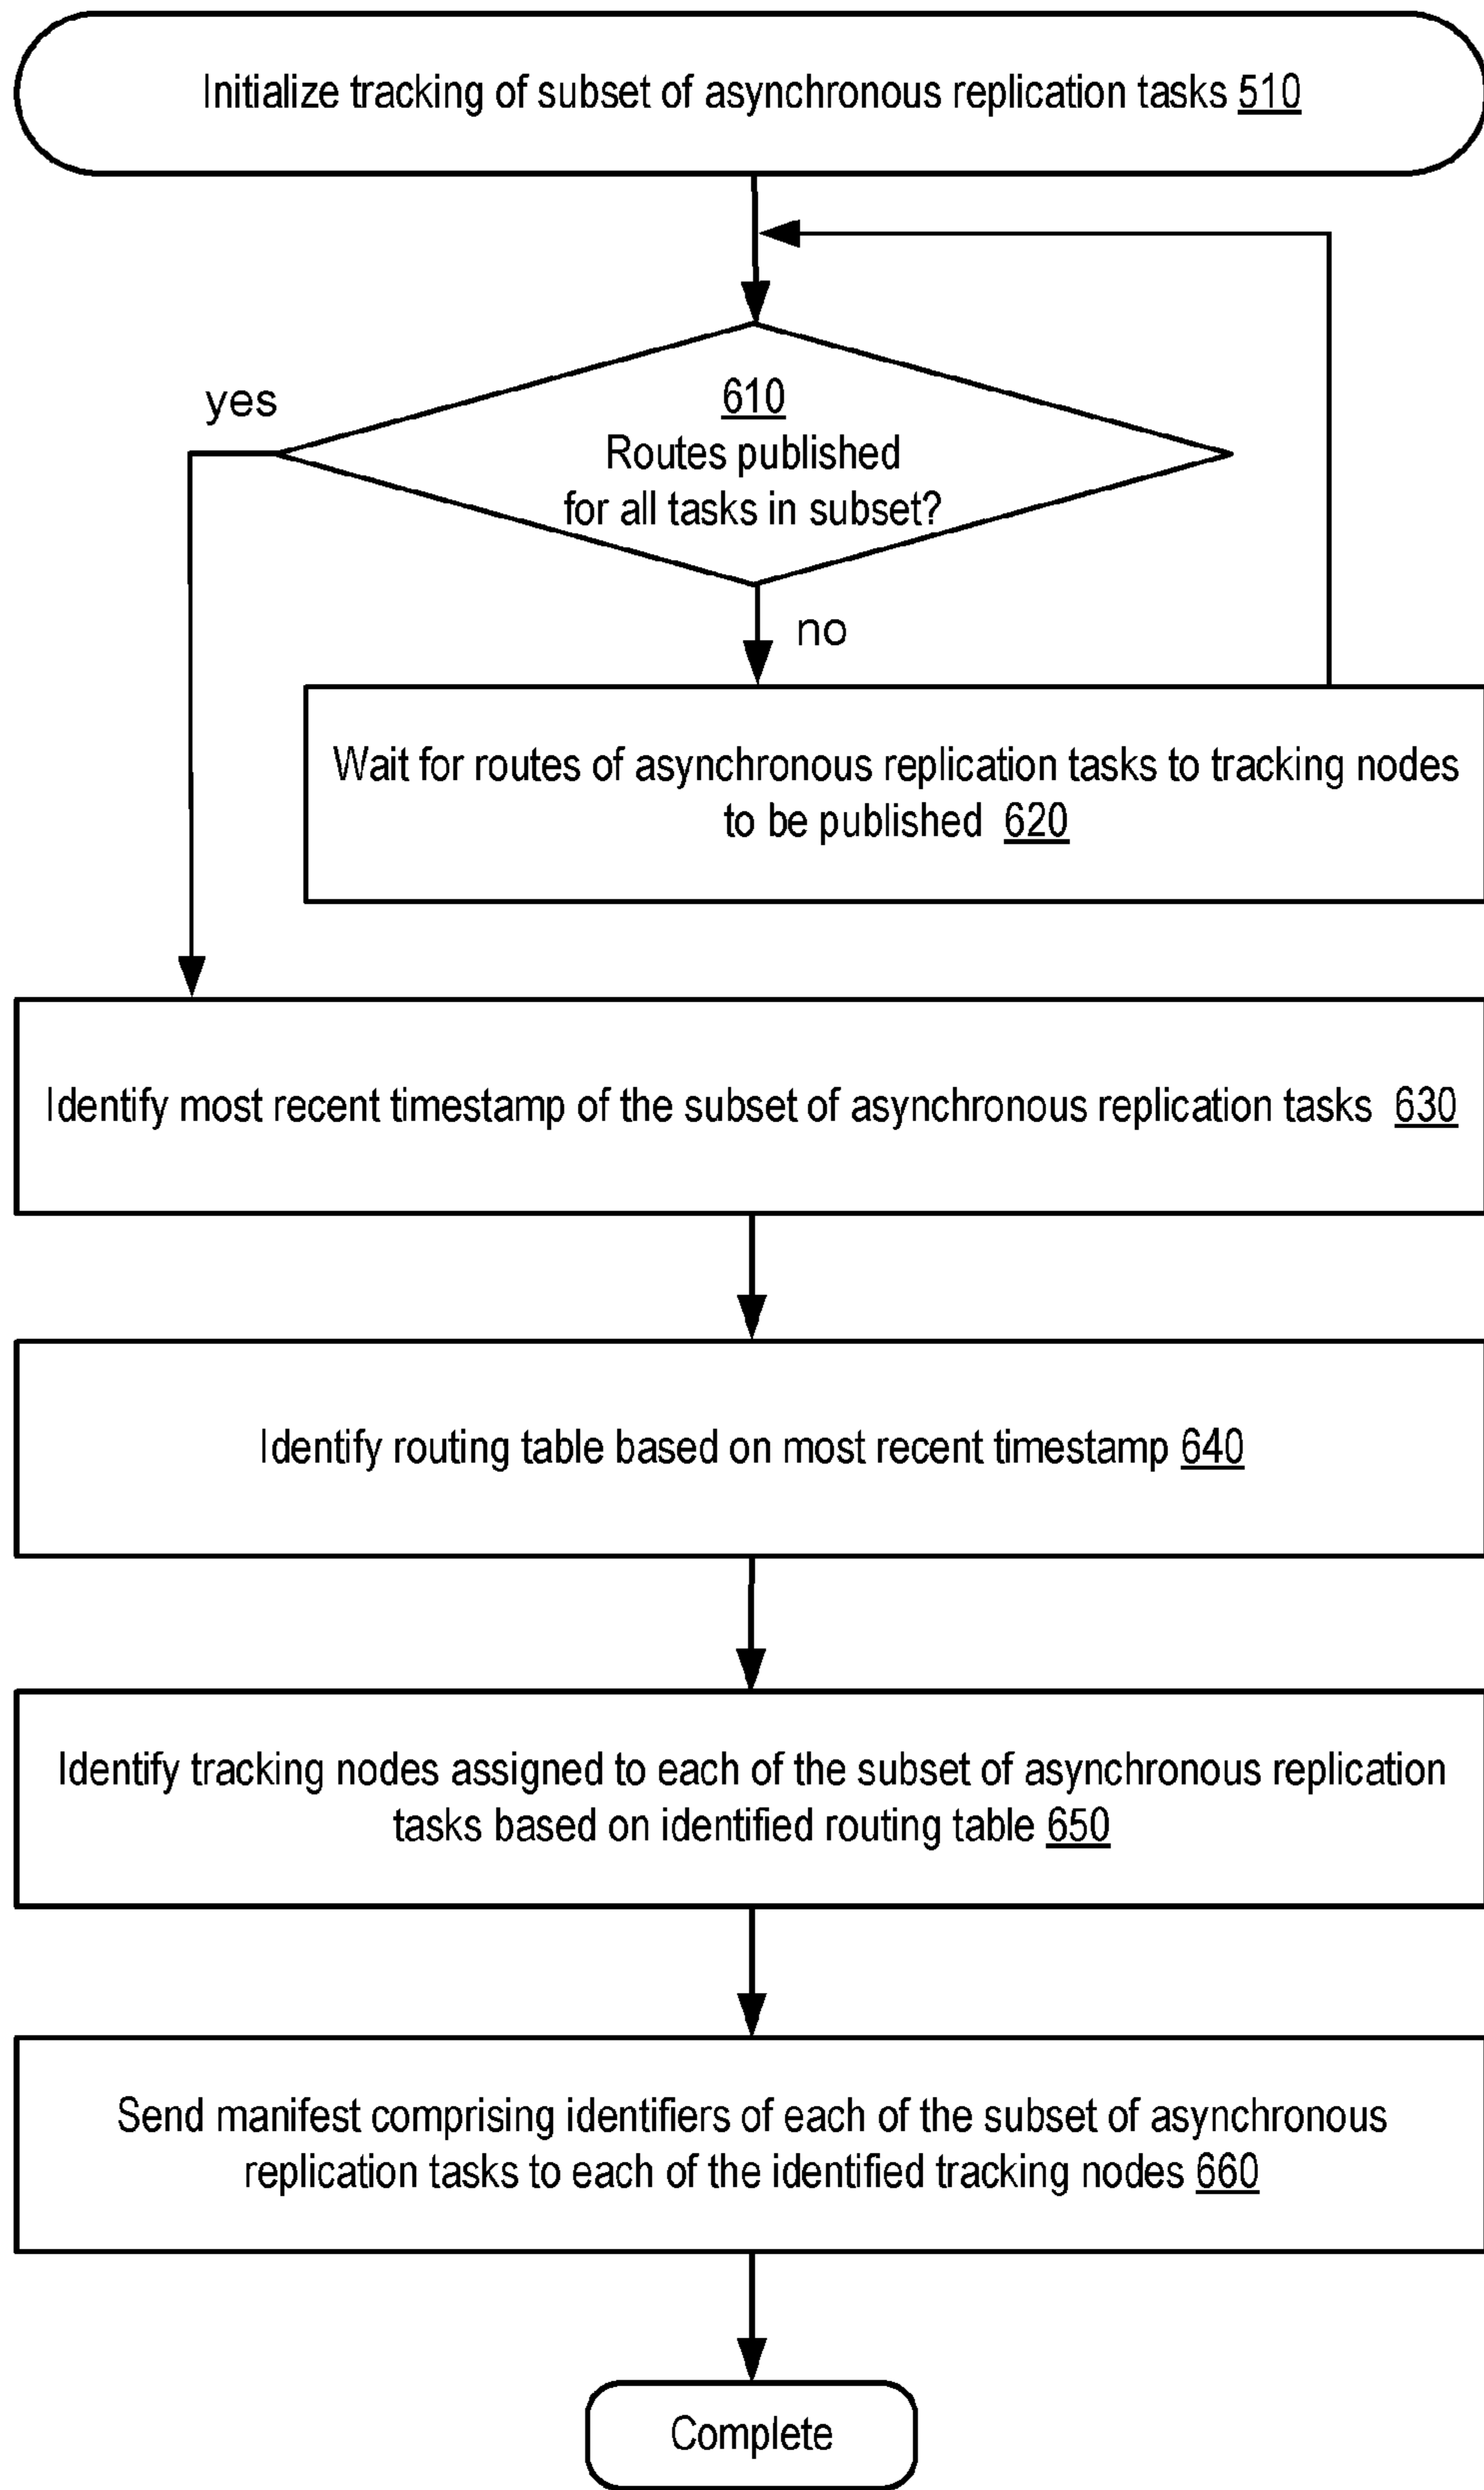 Initialize tracking of subset of asynchronous replication tasks 510
yes
610
Routes published
for all tasks in subset?
no
Wait for routes of asynchronous replication tasks to tracking nodes
to be published 620
Identify most recent timestamp of the subset of asynchronous replication tasks 630
Identify routing table based on most recent timestamp 640
Identify tracking nodes assigned to each of the subset of asynchronous replication
tasks based on identified routing table 650
Send manifest comprising identifiers of each of the subset of asynchronous
replication tasks to each of the identified tracking nodes 660
Complete